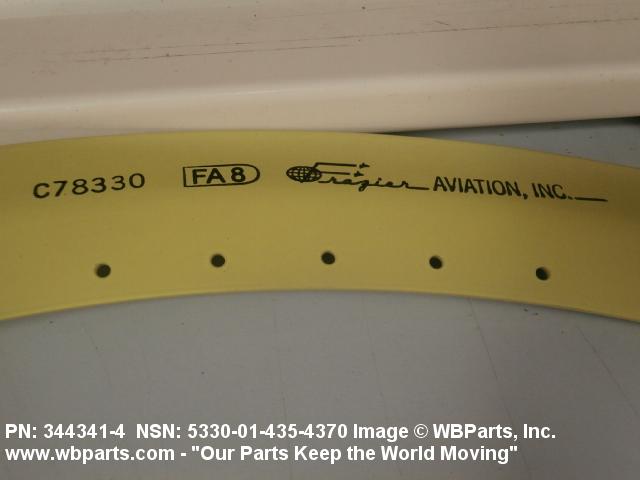 C78330 FA8 Frazier AVIATION, INC.
PN: 344341-4 NSN: 5330-01-435-4370 Image © WBParts, Inc.
www.wbparts.com - "Our Parts Keep the World Moving"